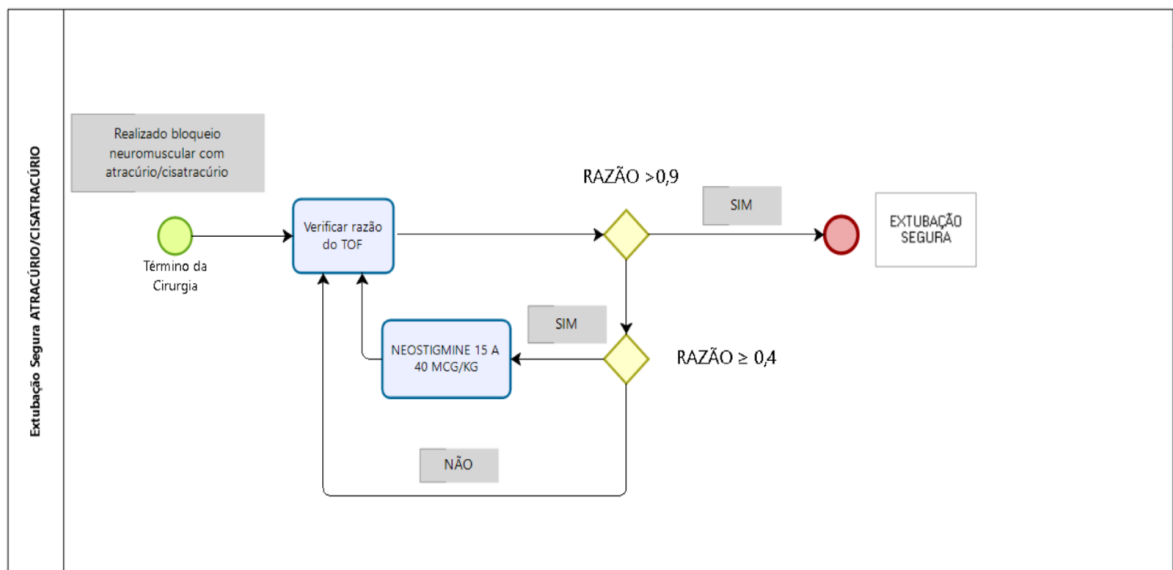 Extubação Segura ATRACÚRIO/CISATRACÚRIO
Realizado bloqueio
neuromuscular com
atracúrio/cisatracúrio
Término da
Cirurgia
Verificar razão
do TOF
RAZÃO >0,9
SIM
EXTUBAÇÃO
SEGURA
SIM
NEOSTIGMINE 15 A
40 MCG/KG
RAZÃO ≥ 0,4
NÃO